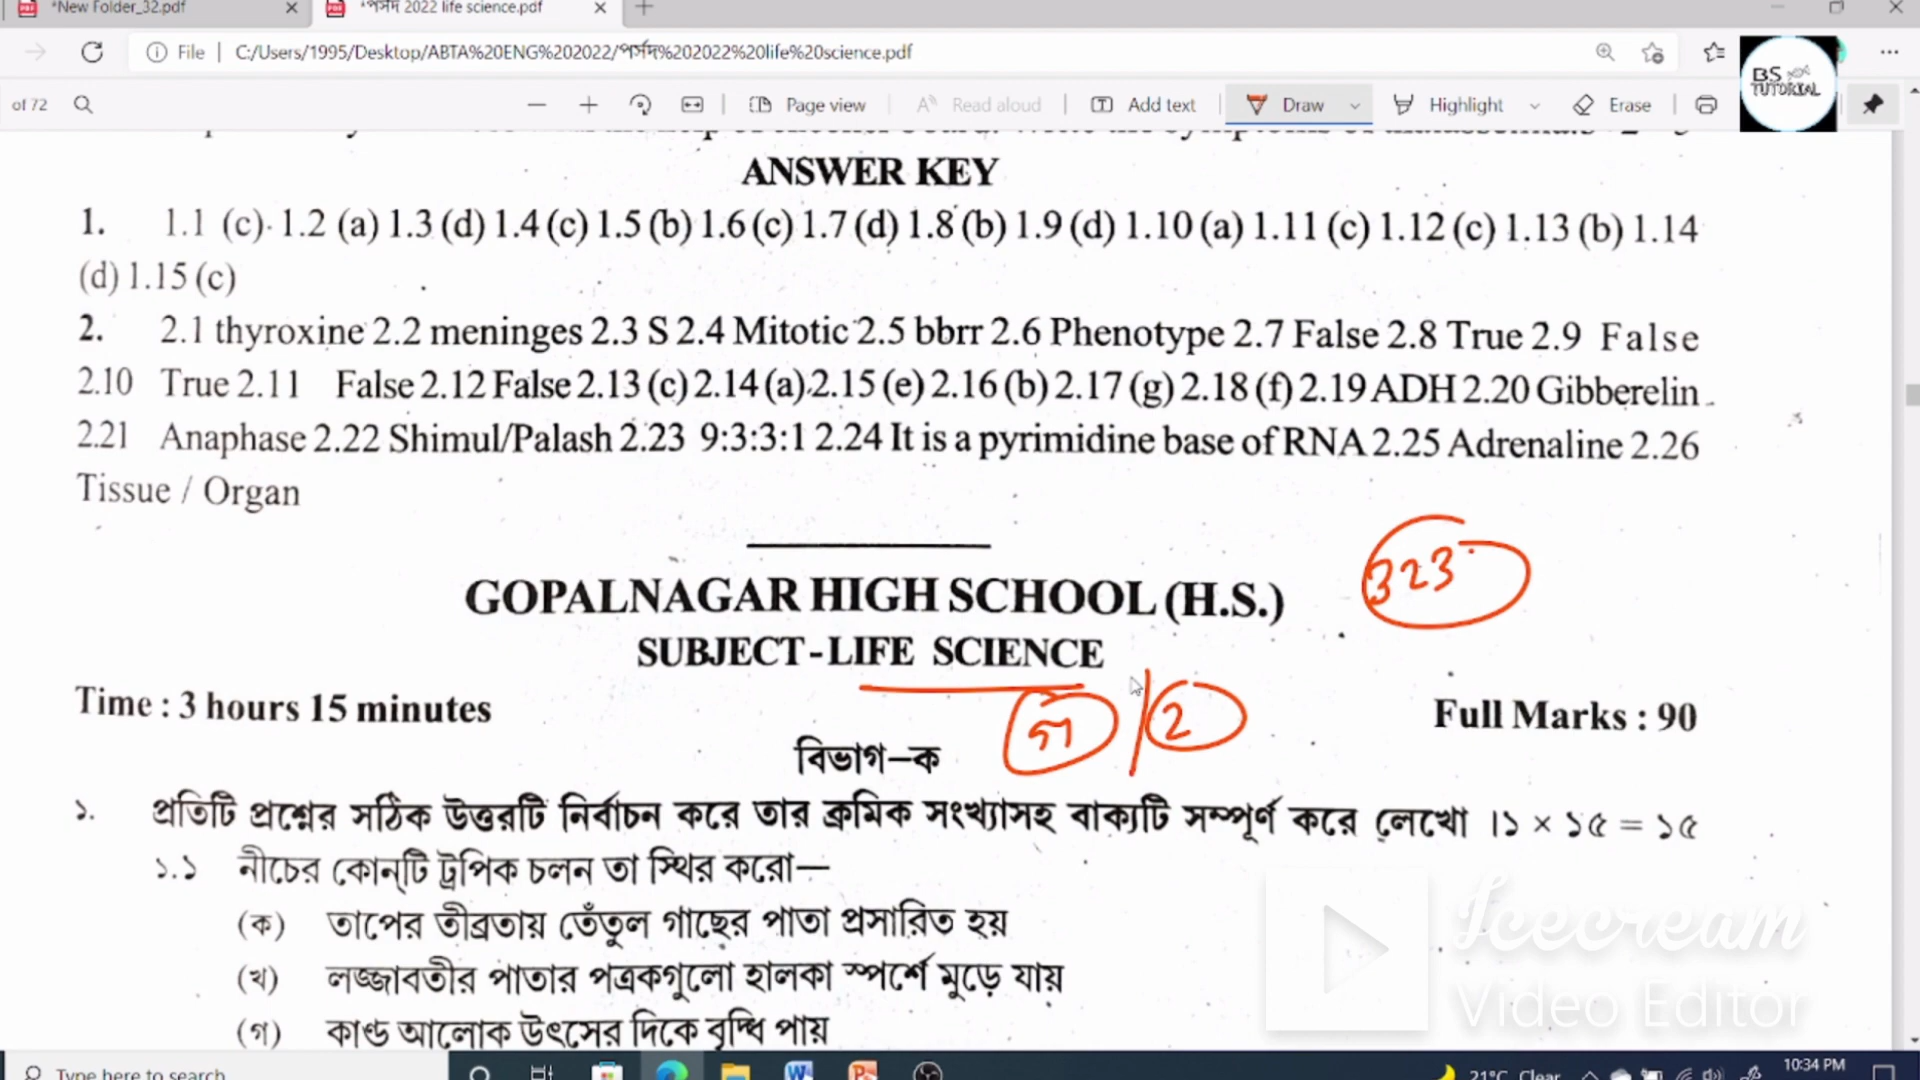 *New Folder_32.pdf
*পর্সদ 2022 life science.pdf
File | C:/Users/1995/Desktop/ABTA%20ENG%202022/পর্সদ%202022%20life%20science.pdf
BS TUTORIAL
of 72 Page view Read aloud Add text Draw Highlight Erase
ANSWER KEY
1. 1.1 (c) 1.2 (a) 1.3 (d) 1.4 (c) 1.5 (b) 1.6 (c) 1.7 (d) 1.8 (b) 1.9 (d) 1.10 (a) 1.11 (c) 1.12 (c) 1.13 (b) 1.14
(d) 1.15 (c)
2. 2.1 thyroxine 2.2 meninges 2.3 S 2.4 Mitotic 2.5 bbrr 2.6 Phenotype 2.7 False 2.8 True 2.9 False
2.10 True 2.11 False 2.12 False 2.13 (c) 2.14 (a) 2.15 (e) 2.16 (b) 2.17 (g) 2.18 (f) 2.19 ADH 2.20 Gibberelin
2.21 Anaphase 2.22 Shimul/Palash 2.23 9:3:3:1 2.24 It is a pyrimidine base of RNA 2.25 Adrenaline 2.26
Tissue / Organ
323
GOPALNAGAR HIGH SCHOOL (H.S.)
SUBJECT-LIFE SCIENCE
Time : 3 hours 15 minutes
2
Full Marks : 90
বিভাগ–ক
১. প্রতিটি প্রশ্নের সঠিক উত্তরটি নির্বাচন করে তার ক্রমিক সংখ্যাসহ বাক্যটি সম্পূর্ণ করে লেখো ।১ × ১৫ = ১৫
১.১ নীচের কোন্‌টি ট্রপিক চলন তা স্থির করো—
(ক) তাপের তীব্রতায় তেঁতুল গাছের পাতা প্রসারিত হয়
(খ) লজ্জাবতীর পাতার পত্রকগুলো হালকা স্পর্শে মুড়ে যায়
(গ) কাণ্ড আলোক উৎসের দিকে বৃদ্ধি পায়
Icecream
Video Editor
Type here to search
21°C Clear
10:34 PM